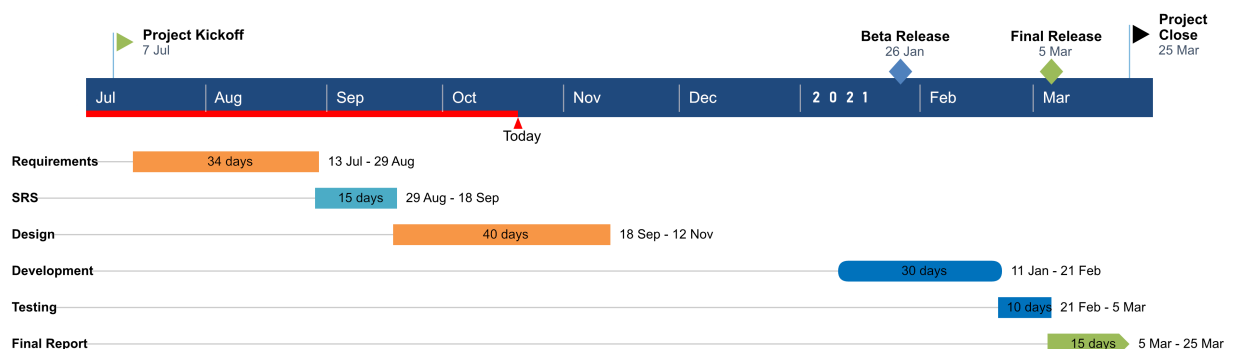 Project Kickoff
7 Jul
Beta Release
26 Jan
Final Release
5 Mar
Project
Close
25 Mar
Jul Aug Sep Oct Nov Dec 2021 Feb Mar
Today
Requirements 34 days 13 Jul - 29 Aug
SRS 15 days 29 Aug - 18 Sep
Design 40 days 18 Sep - 12 Nov
Development 30 days 11 Jan - 21 Feb
Testing 10 days 21 Feb - 5 Mar
Final Report 15 days 5 Mar - 25 Mar